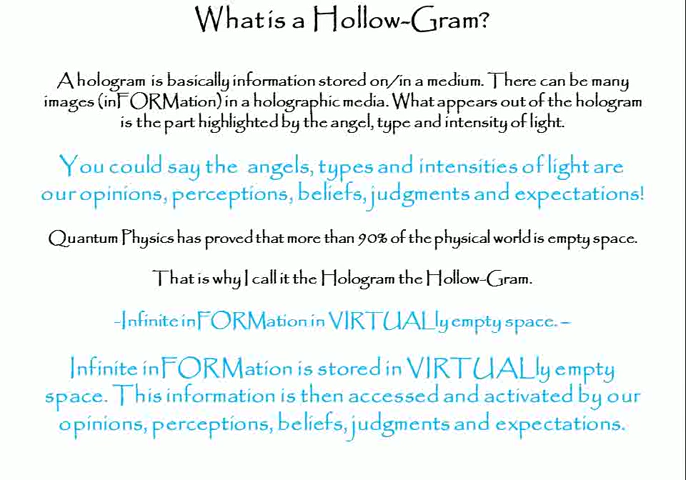 What is a Hollow-Gram?
A hologram is basically information stored on/in a medium. There can be many
images (inFORMation) in a holographic media. What appears out of the hologram
is the part highlighted by the angel, type and intensity of light.
You could say the angels, types and intensities of light are
our opinions, perceptions, beliefs, judgments and expectations!
Quantum Physics has proved that more than 90% of the physical world is empty space.
That is why I call it the Hologram the Hollow-Gram.
-Infinite inFORMation in VIRTUALly empty space. –
Infinite inFORMation is stored in VIRTUALly empty
space. This information is then accessed and activated by our
opinions, perceptions, beliefs, judgments and expectations.